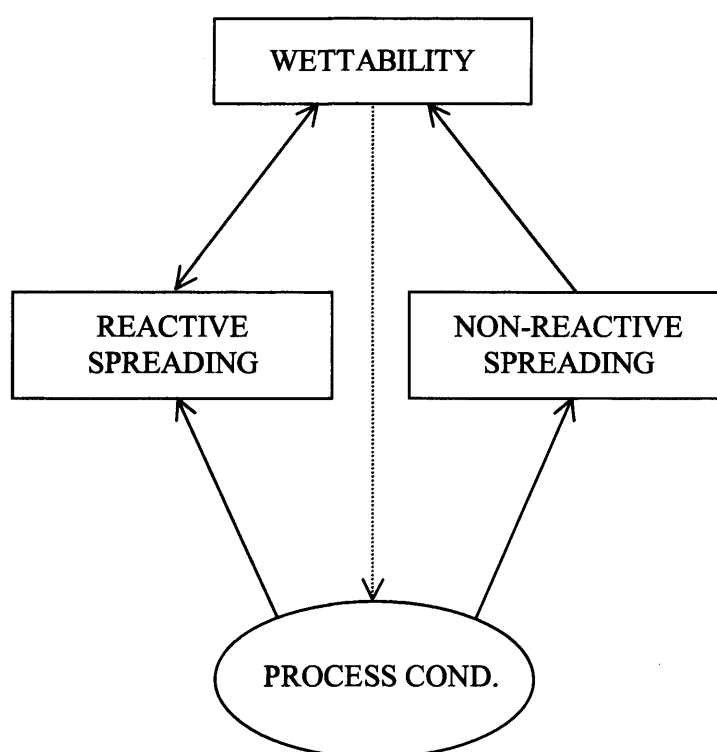 WETTABILITY
REACTIVE
SPREADING
NON-REACTIVE
SPREADING
PROCESS COND.